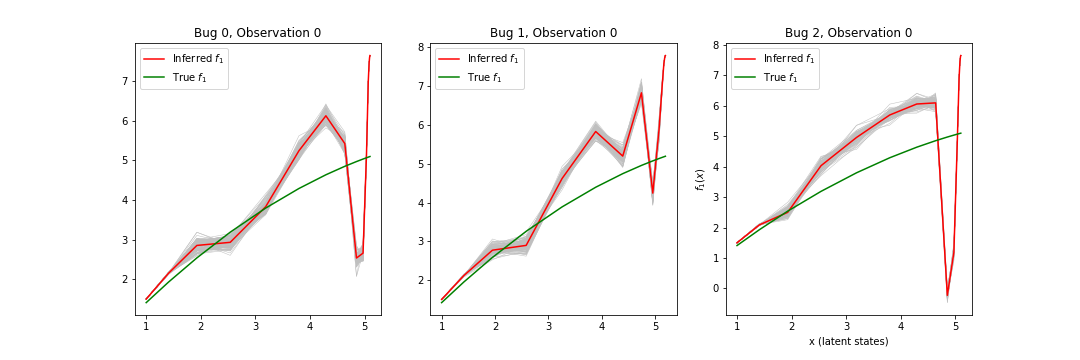 Bug 0, Observation 0
Inferred f₁
True f₁
7
6
5
4
3
2
1 2 3 4 5
Bug 1, Observation 0
Inferred f₁
True f₁
8
7
6
5
4
3
2
1 2 3 4 5
Bug 2, Observation 0
Inferred f₁
True f₁
f₁(x)
8
7
6
5
4
3
2
1
0
1 2 3 4 5
x (latent states)